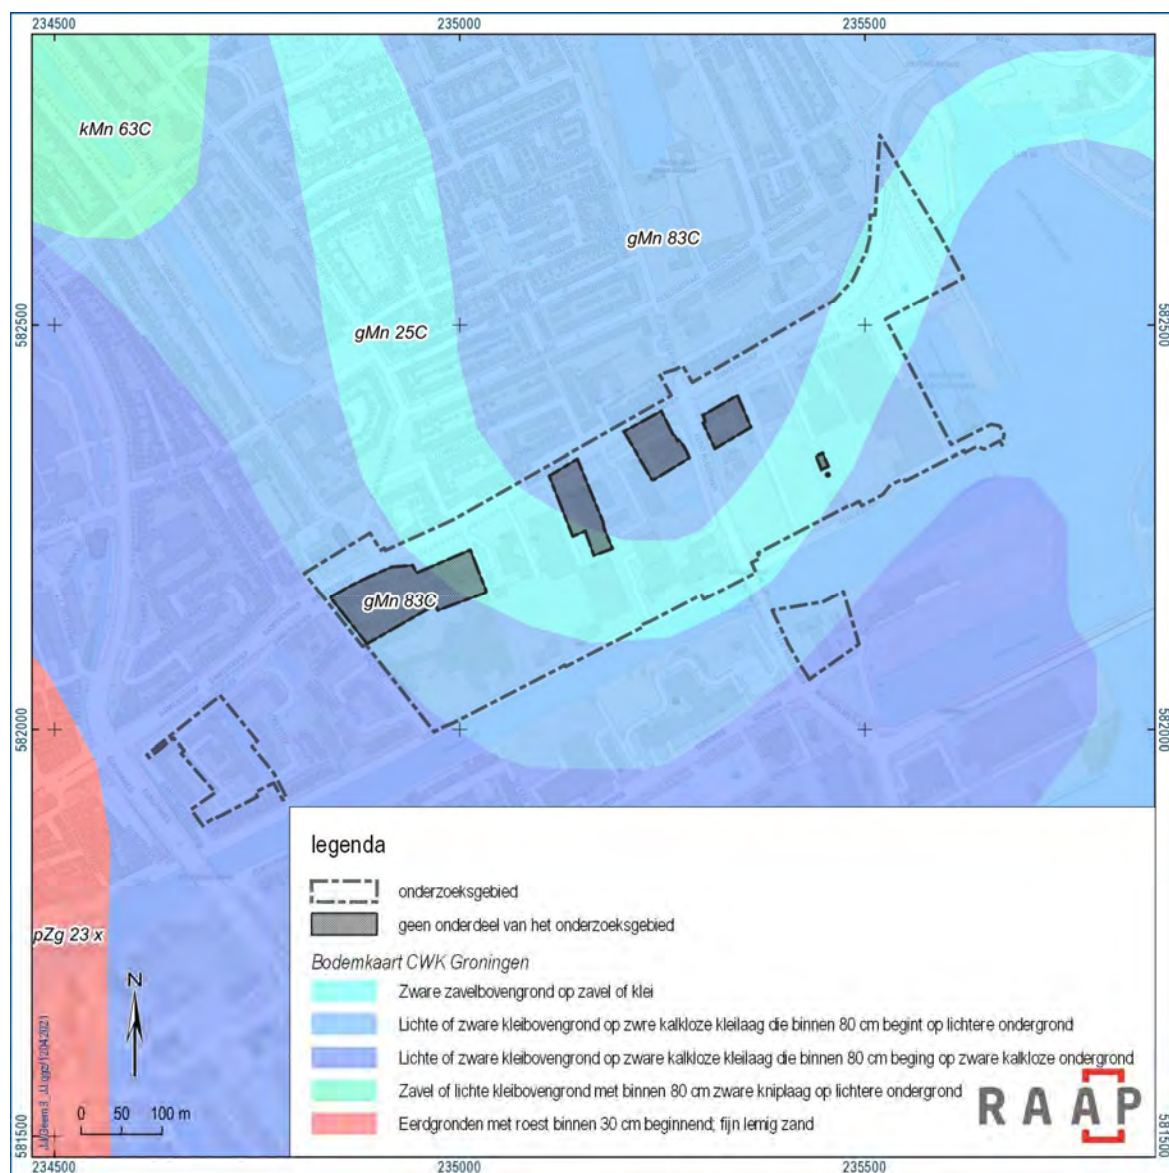 234500 235000 235500
kMn 63C
gMn 83C
582500 582500
gMn 25C
gMn 83C
582000 582000
pZg 23 x
legenda
onderzoeksgebied
geen onderdeel van het onderzoeksgebied
Bodemkaart CWK Groningen
Zware zavelbovengrond op zavel of klei
Lichte of zware kleibovengrond op zwre kalkloze kleilaag die binnen 80 cm begint op lichtere ondergrond
Lichte of zware kleibovengrond op zware kalkloze kleilaag die binnen 80 cm beging op zware kalkloze ondergrond
Zavel of lichte kleibovengrond met binnen 80 cm zware kniplaag op lichtere ondergrond
Eerdgronden met roest binnen 30 cm beginnend; fijn lemig zand
N
0 50 100 m
RAAP
581500 581500
234500 235000 235500